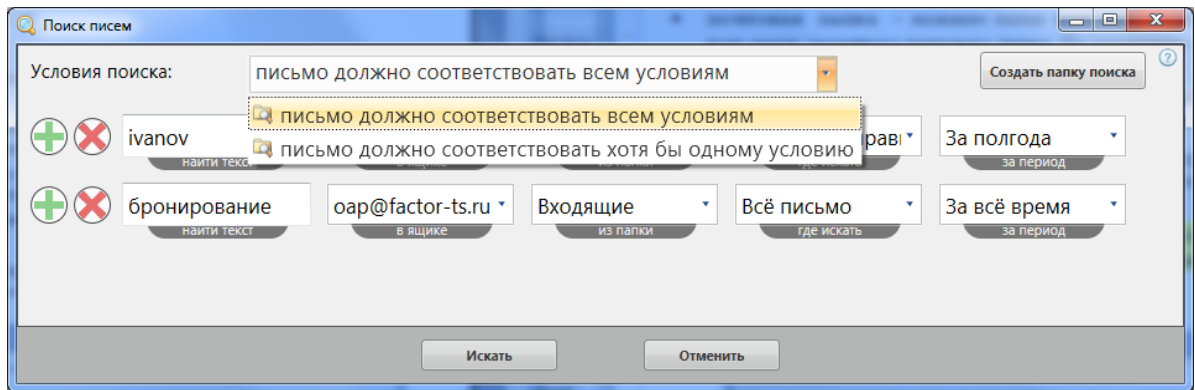 Поиск писем
Условия поиска: письмо должно соответствовать всем условиям Создать папку поиска
письмо должно соответствовать всем условиям
письмо должно соответствовать хотя бы одному условию
ivanov За полгода
найти текст за период
бронирование oap@factor-ts.ru Входящие Всё письмо За всё время
найти текст в ящике из папки где искать за период
Искать Отменить